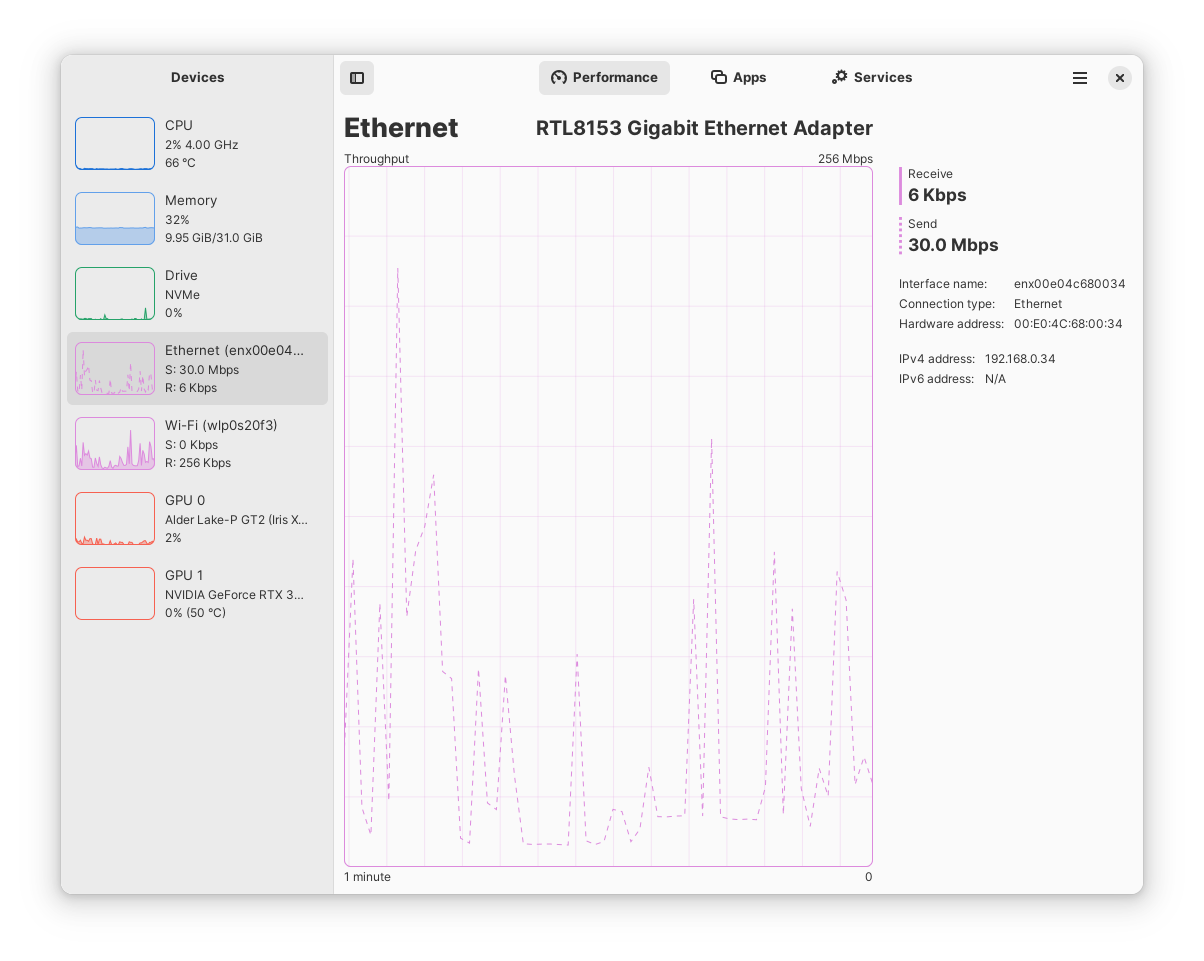 Devices
Performance
Apps
Services
CPU
2% 4.00 GHz
66 °C
Memory
32%
9.95 GiB/31.0 GiB
Drive
NVMe
0%
Ethernet (enx00e04...
S: 30.0 Mbps
R: 6 Kbps
Wi-Fi (wlp0s20f3)
S: 0 Kbps
R: 256 Kbps
GPU 0
Alder Lake-P GT2 (Iris X...
2%
GPU 1
NVIDIA GeForce RTX 3...
0% (50 °C)
Ethernet
RTL8153 Gigabit Ethernet Adapter
Throughput
256 Mbps
1 minute
0
Receive
6 Kbps
Send
30.0 Mbps
Interface name: enx00e04c680034
Connection type: Ethernet
Hardware address: 00:E0:4C:68:00:34
IPv4 address: 192.168.0.34
IPv6 address: N/A